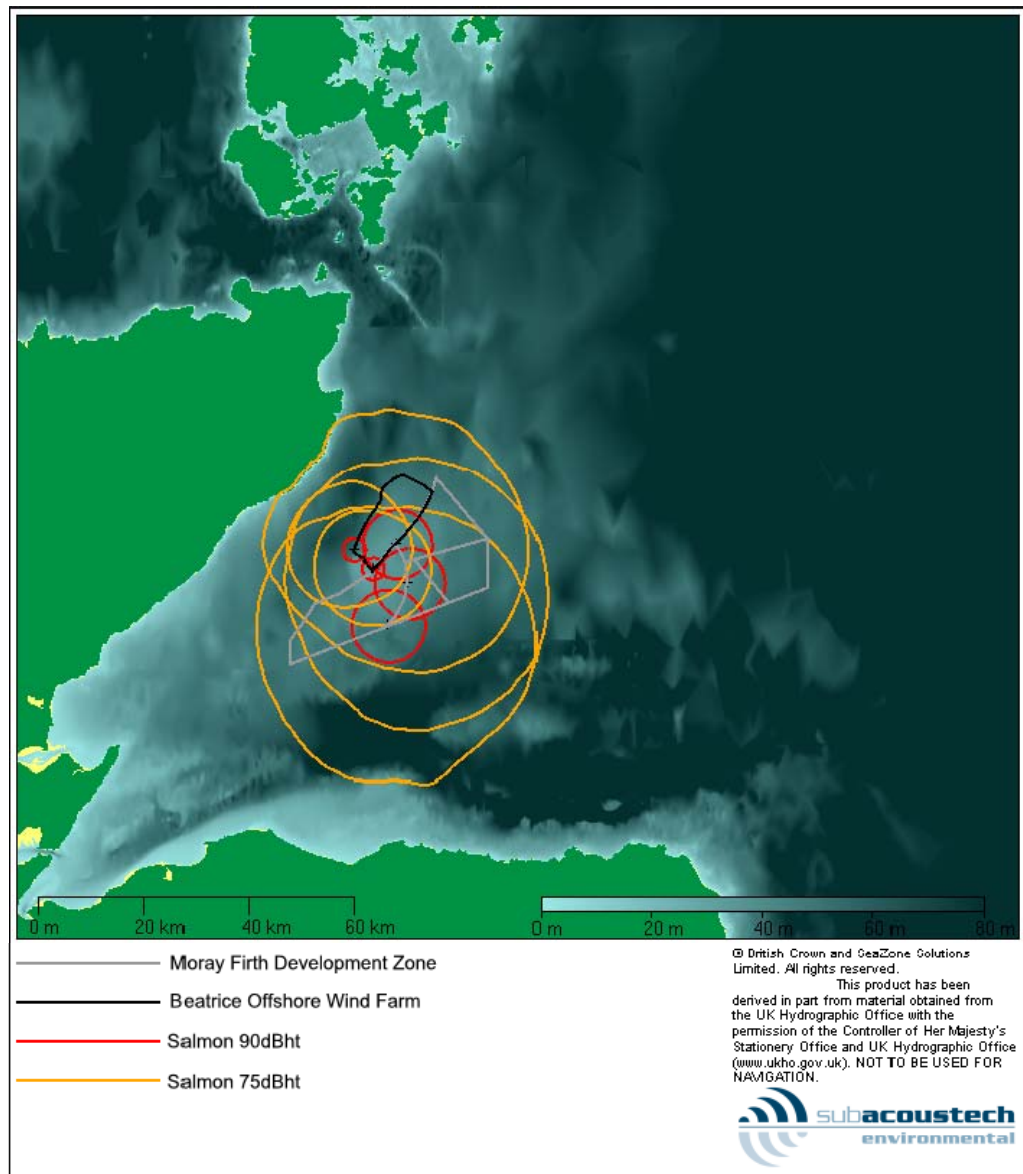 0 m 20 km 40 km 60 km 0 m 20 m 40 m 60 m 80 m
Moray Firth Development Zone
Beatrice Offshore Wind Farm
Salmon 90dBht
Salmon 75dBht
© British Crown and SeaZone Solutions
Limited. All rights reserved.
This product has been
derived in part from material obtained from
the UK Hydrographic Office with the
permission of the Controller of Her Majesty's
Stationery Office and UK Hydrographic Office
(www.ukho.gov.uk). NOT TO BE USED FOR
NAVIGATION.
subacoustech
environmental